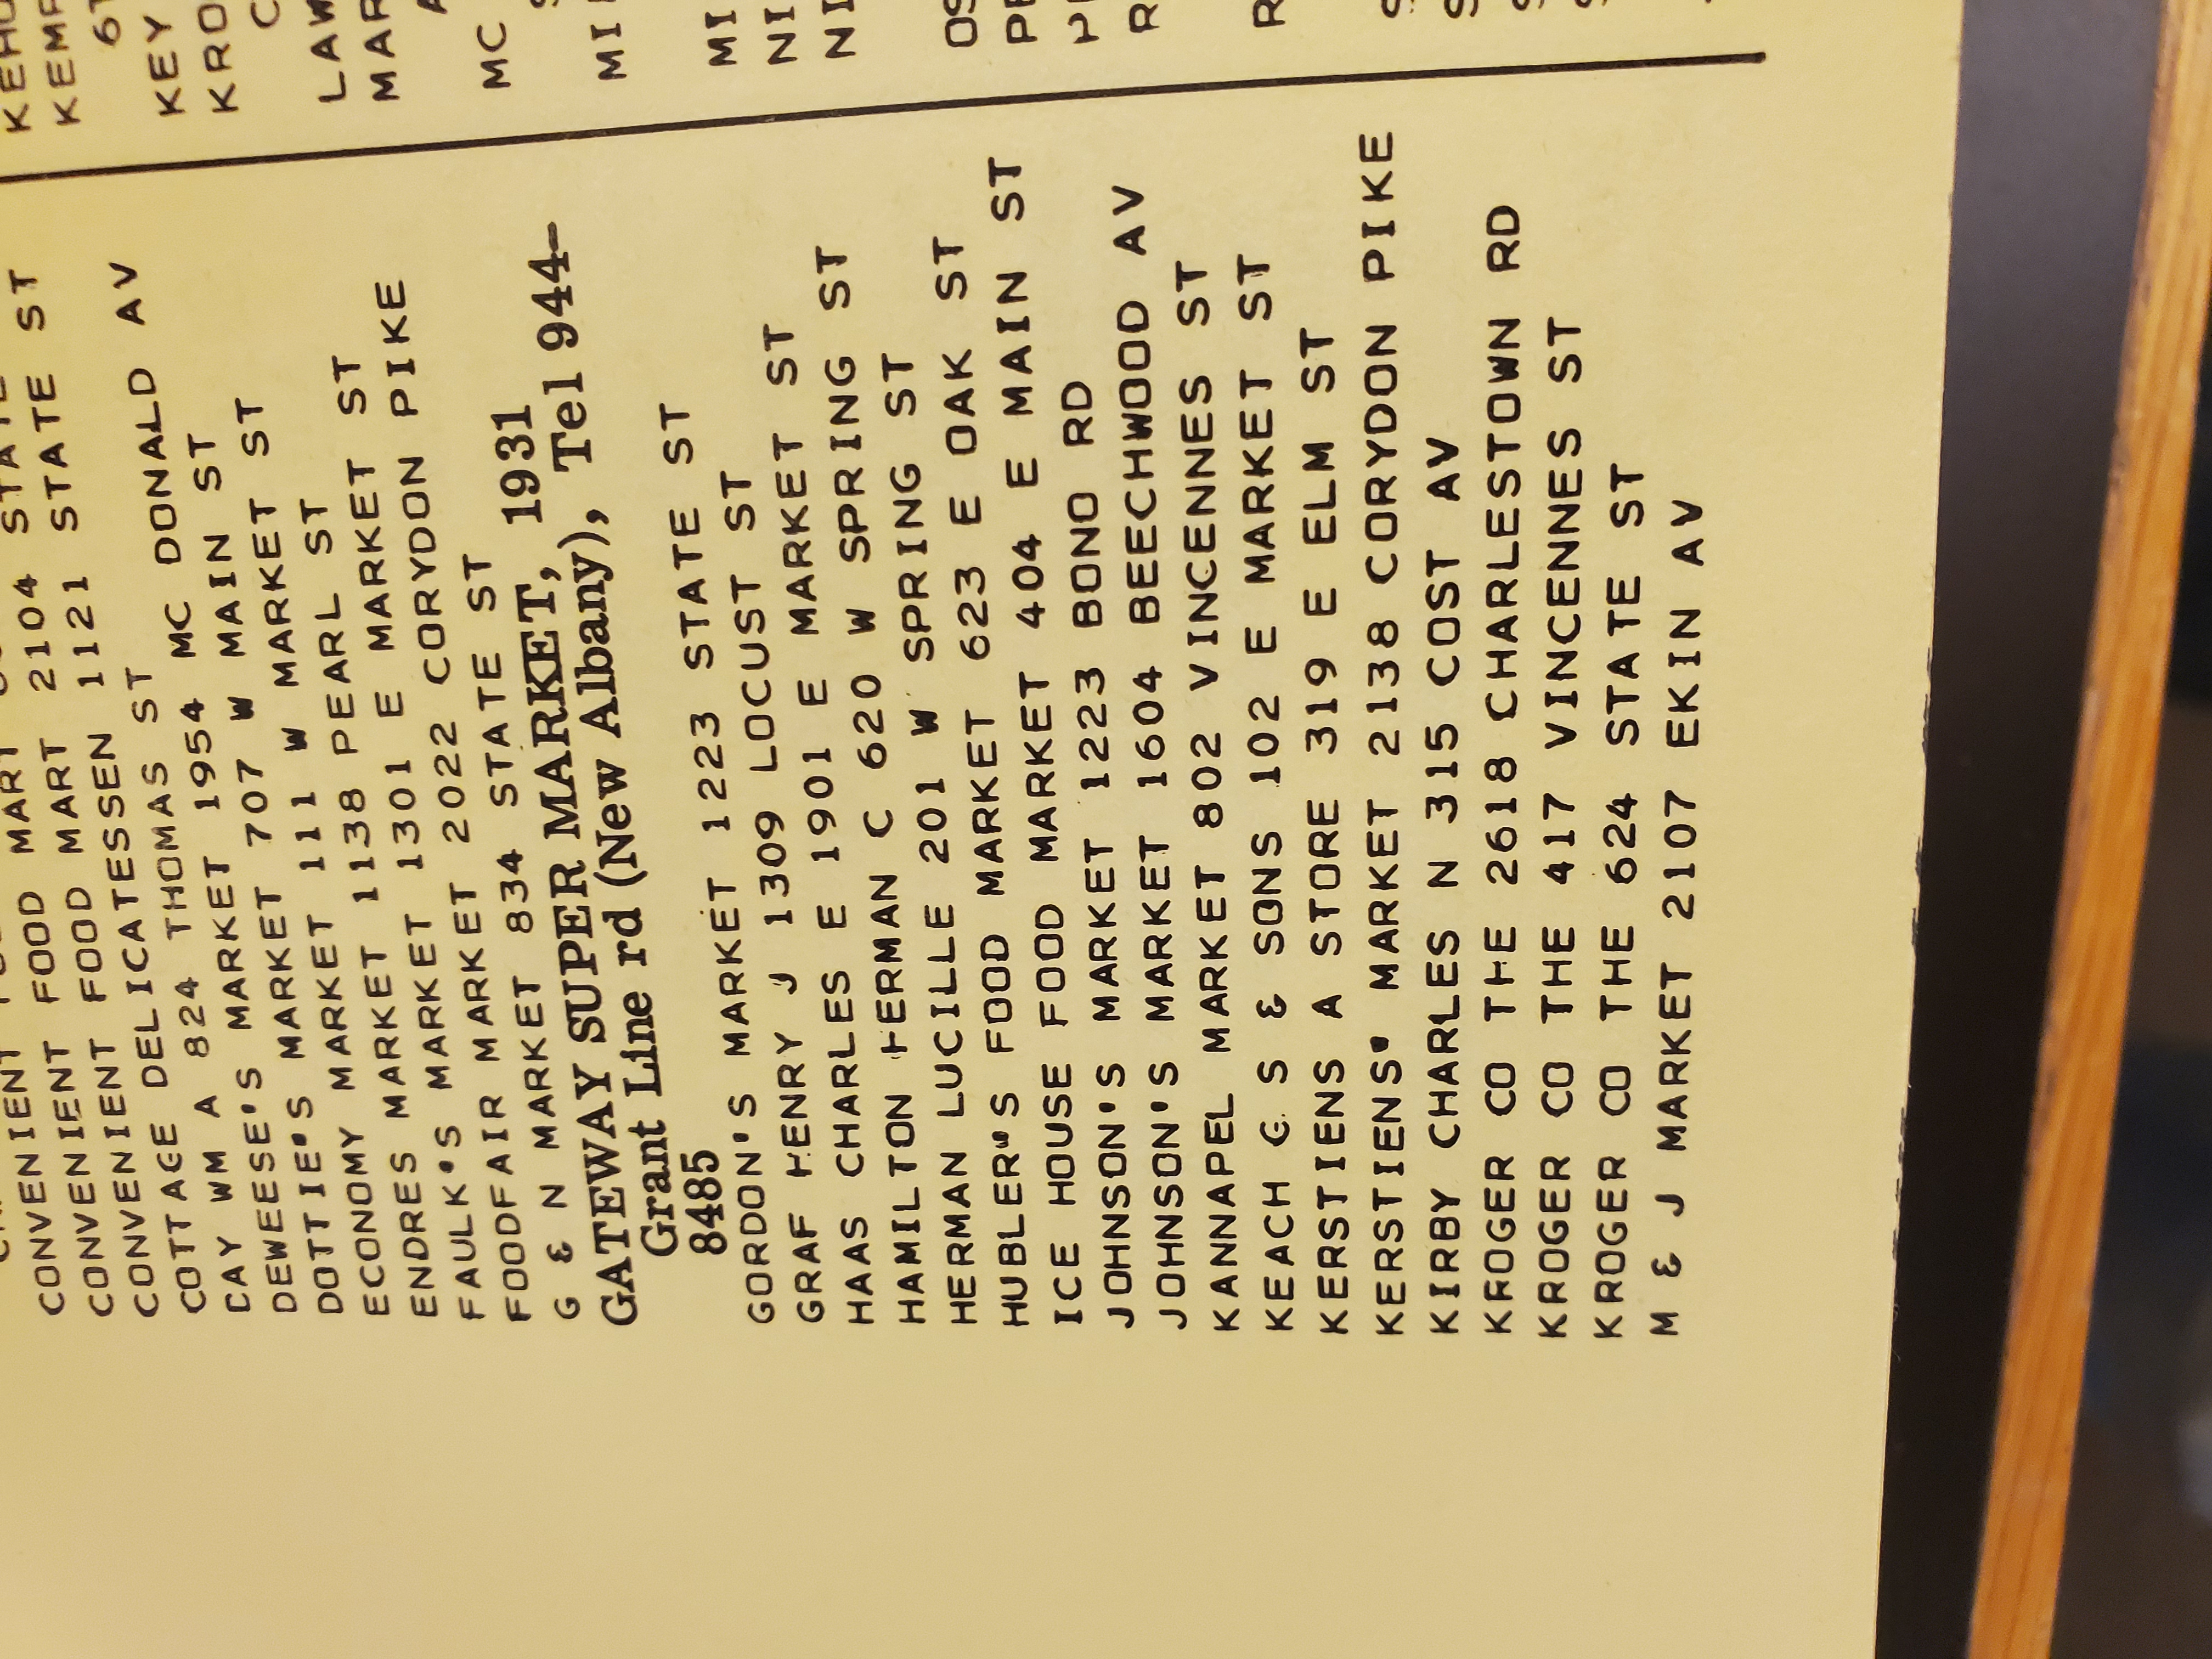 CONVENIENT FOOD MART
CONVENIENT FOOD MART 2104 STATE ST
COTTAGE DELICATESSEN 1121 STATE ST
DAY WM A 824 THOMAS ST
DEWEESE'S MARKET 1954 MC DONALD AV
DOTTIE'S MARKET 707 W MAIN ST
ECONOMY MARKET 111 W MARKET ST
ENDRES MARKET 1138 PEARL ST
FAULK'S MARKET 1301 E MARKET ST
FOODFAIR MARKET 2022 CORYDON PIKE
G & N MARKET 834 STATE ST
GATEWAY SUPER MARKET, 1931
Grant Line rd (New Albany), Tel 944-
8485
GORDON'S MARKET 1223 STATE ST
GRAF HENRY J 1309 LOCUST ST
HAAS CHARLES E 1901 E MARKET ST
HAMILTON HERMAN C 620 W SPRING ST
HERMAN LUCILLE 201 W SPRING ST
HUBLER'S FOOD MARKET 623 E OAK ST
ICE HOUSE FOOD MARKET 404 E MAIN ST
JOHNSON'S MARKET 1223 BONO RD
JOHNSON'S MARKET 1604 BEECHWOOD AV
KANNAPEL MARKET 802 VINCENNES ST
KEACH G S & SONS 102 E MARKET ST
KERSTIENS A STORE 319 E ELM ST
KERSTIENS' MARKET 2138 CORYDON PIKE
KIRBY CHARLES N 315 COST AV
KROGER CO THE 2618 CHARLESTOWN RD
KROGER CO THE 417 VINCENNES ST
KROGER CO THE 624 STATE ST
M & J MARKET 2107 EKIN AV
KEY
MC